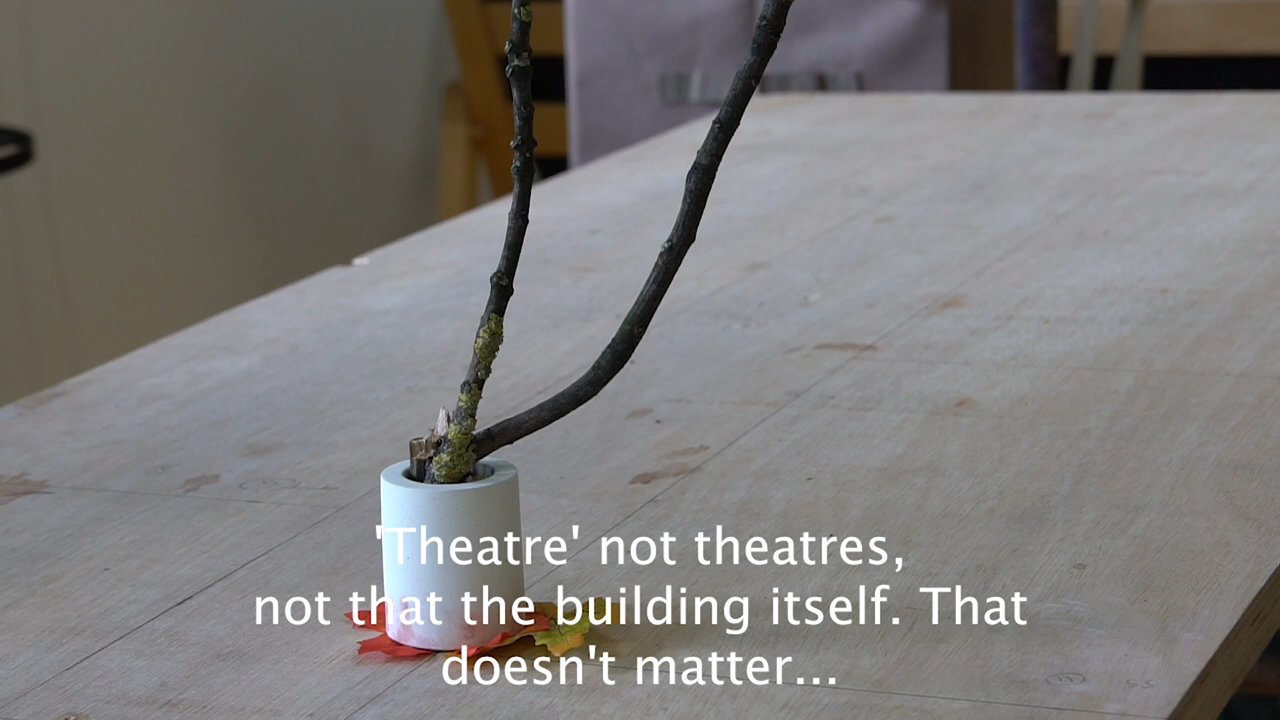 'Theatre' not theatres,
not that the building itself. That
doesn't matter...